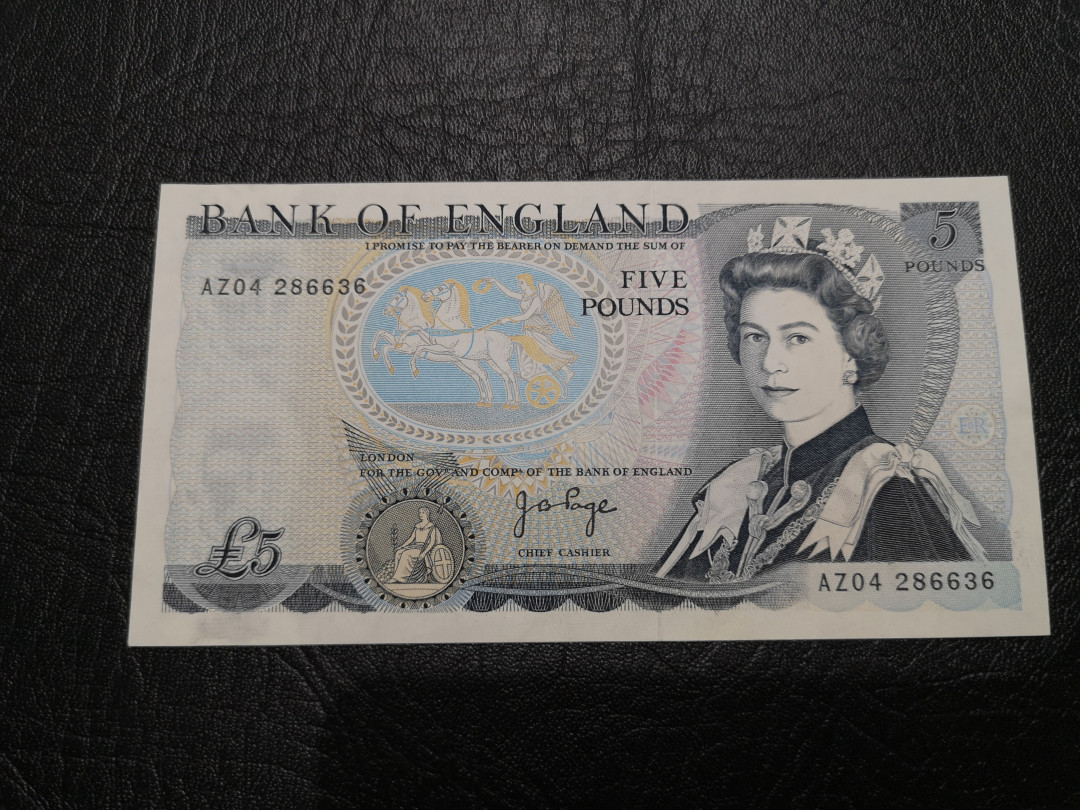 BANK OF ENGLAND
I PROMISE TO PAY THE BEARER ON DEMAND THE SUM OF
5
POUNDS
AZ04 286636
FIVE
POUNDS
ER
LONDON
FOR THE GOVR AND COMPA OF THE BANK OF ENGLAND
J B Page
£5
CHIEF CASHIER
AZ04 286636